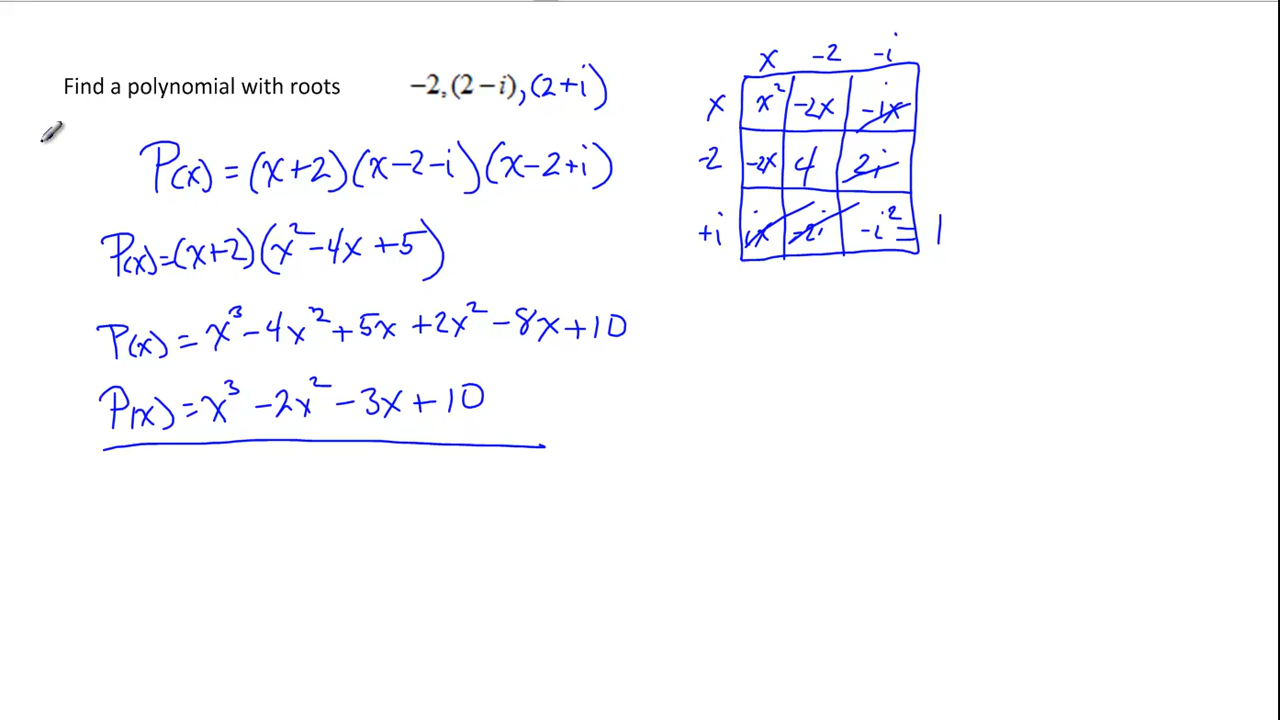 Find a polynomial with roots -2, (2 - i), (2+i)
P(x) = (x+2)(x-2-i)(x-2+i)
P(x) = (x+2)(x² -4x +5)
P(x) = x³ -4x² +5x +2x² -8x +10
P(x) = x³ -2x² -3x +10
x -2 -i
x x² -2x -ix
-2 -2x 4 2i
+i ix -2i -i² = 1